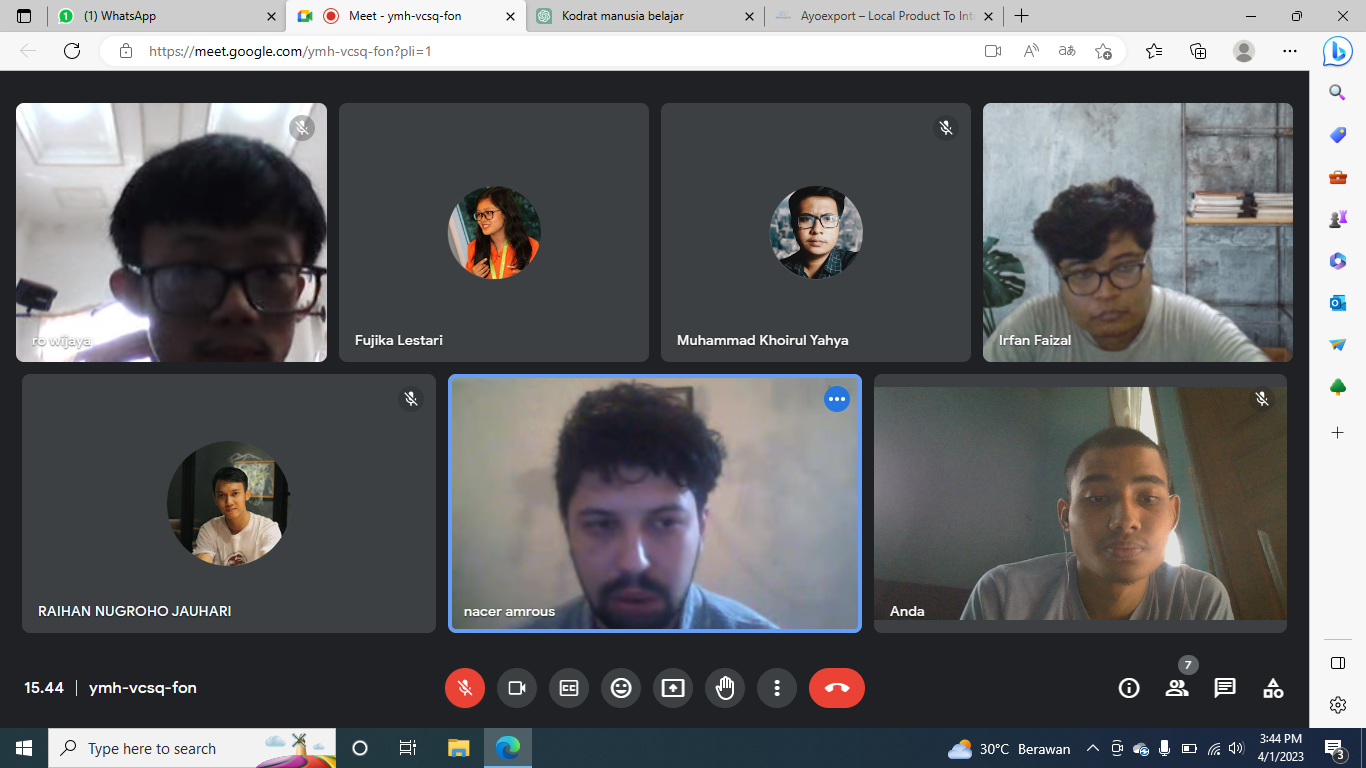 (1) WhatsApp
Meet - ymh-vcsq-fon
Kodrat manusia belajar
Ayoexport – Local Product To Int
https://meet.google.com/ymh-vcsq-fon?pli=1
ro wijaya
Fujika Lestari
Muhammad Khoirul Yahya
Irfan Faizal
RAIHAN NUGROHO JAUHARI
nacer amrous
Anda
15.44
ymh-vcsq-fon
7
Type here to search
30°C Berawan
3:44 PM
4/1/2023
3